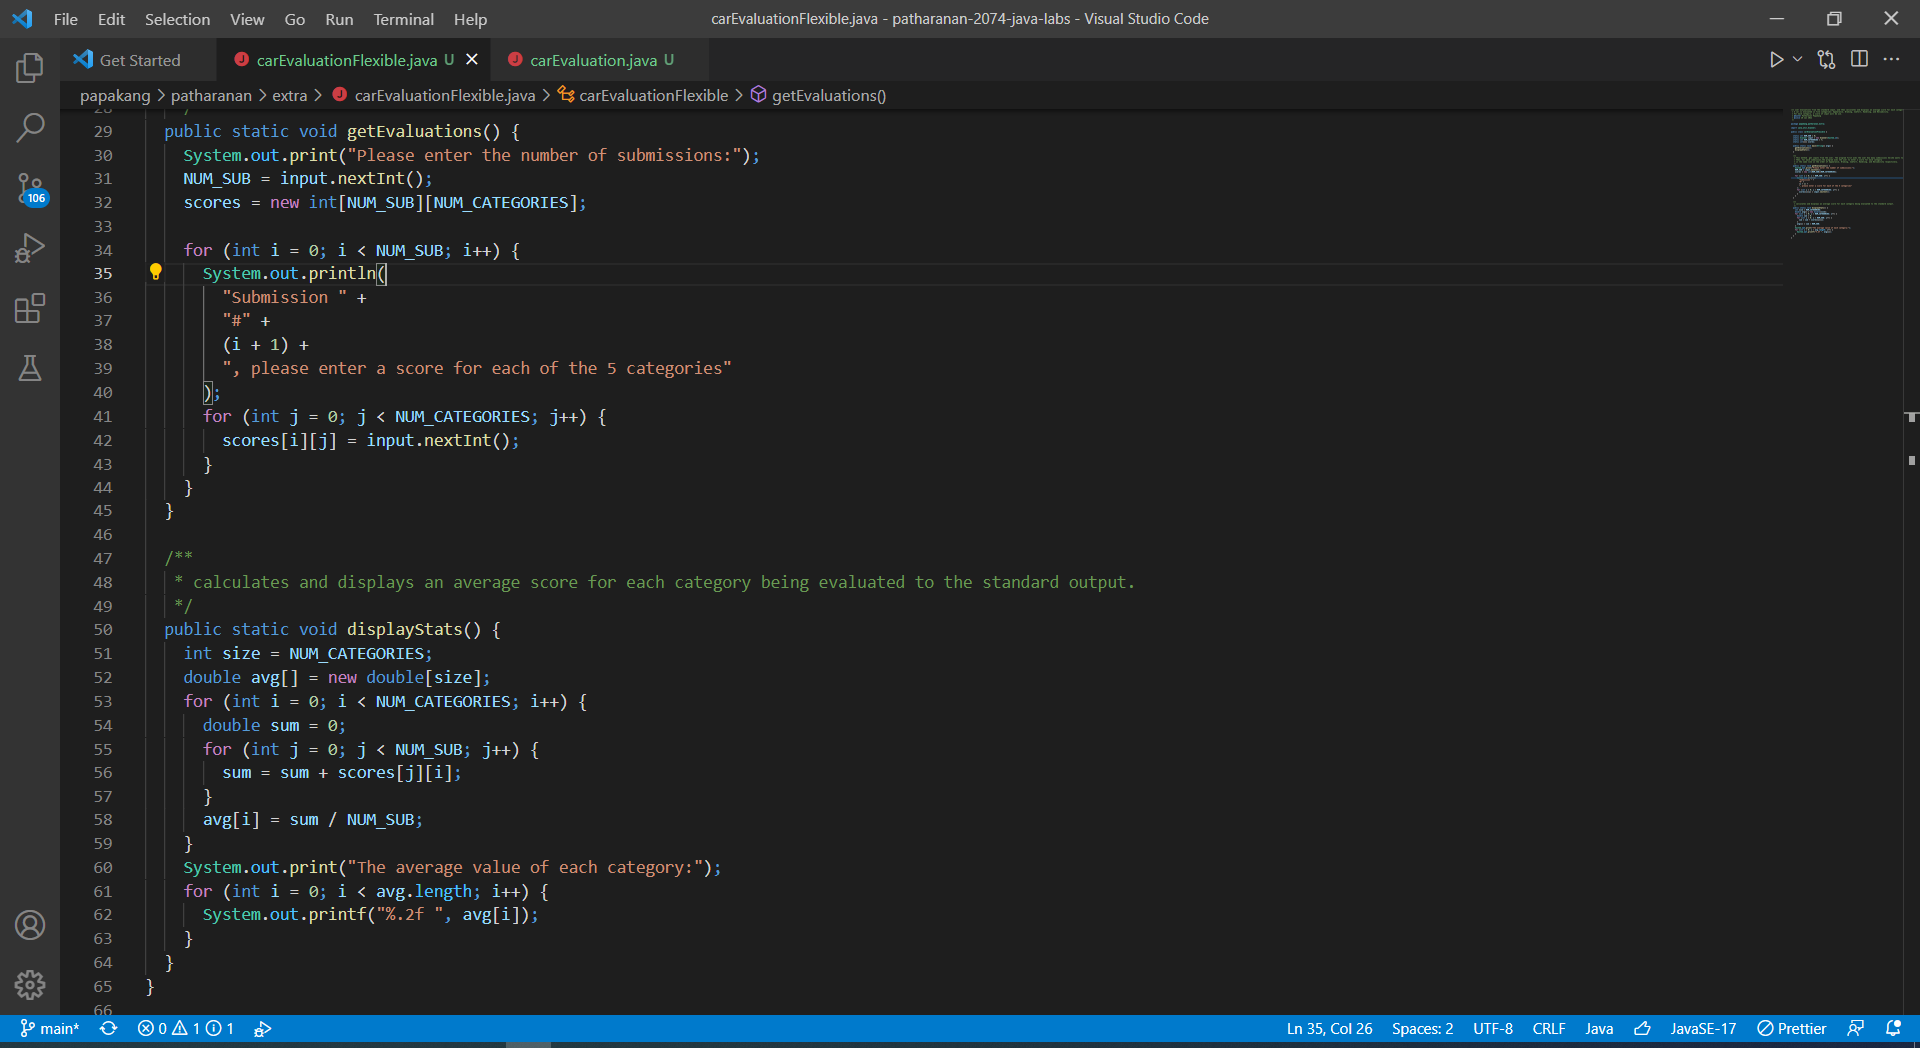 File Edit Selection View Go Run Terminal Help
carEvaluationFlexible.java - patharanan-2074-java-labs - Visual Studio Code
Get Started
carEvaluationFlexible.java U
carEvaluation.java U
papakang > patharanan > extra > carEvaluationFlexible.java > carEvaluationFlexible > getEvaluations()
28 */
29 public static void getEvaluations() {
30 System.out.print("Please enter the number of submissions:");
31 NUM_SUB = input.nextInt();
32 scores = new int[NUM_SUB][NUM_CATEGORIES];
33
34 for (int i = 0; i < NUM_SUB; i++) {
35 System.out.println(
36 "Submission " +
37 "#" +
38 (i + 1) +
39 ", please enter a score for each of the 5 categories"
40 );
41 for (int j = 0; j < NUM_CATEGORIES; j++) {
42 scores[i][j] = input.nextInt();
43 }
44 }
45 }
46
47 /**
48 * calculates and displays an average score for each category being evaluated to the standard output.
49 */
50 public static void displayStats() {
51 int size = NUM_CATEGORIES;
52 double avg[] = new double[size];
53 for (int i = 0; i < NUM_CATEGORIES; i++) {
54 double sum = 0;
55 for (int j = 0; j < NUM_SUB; j++) {
56 sum = sum + scores[j][i];
57 }
58 avg[i] = sum / NUM_SUB;
59 }
60 System.out.print("The average value of each category:");
61 for (int i = 0; i < avg.length; i++) {
62 System.out.printf("%.2f ", avg[i]);
63 }
64 }
65 }
66
106
main* 0 1 1
Ln 35, Col 26 Spaces: 2 UTF-8 CRLF Java JavaSE-17 Prettier